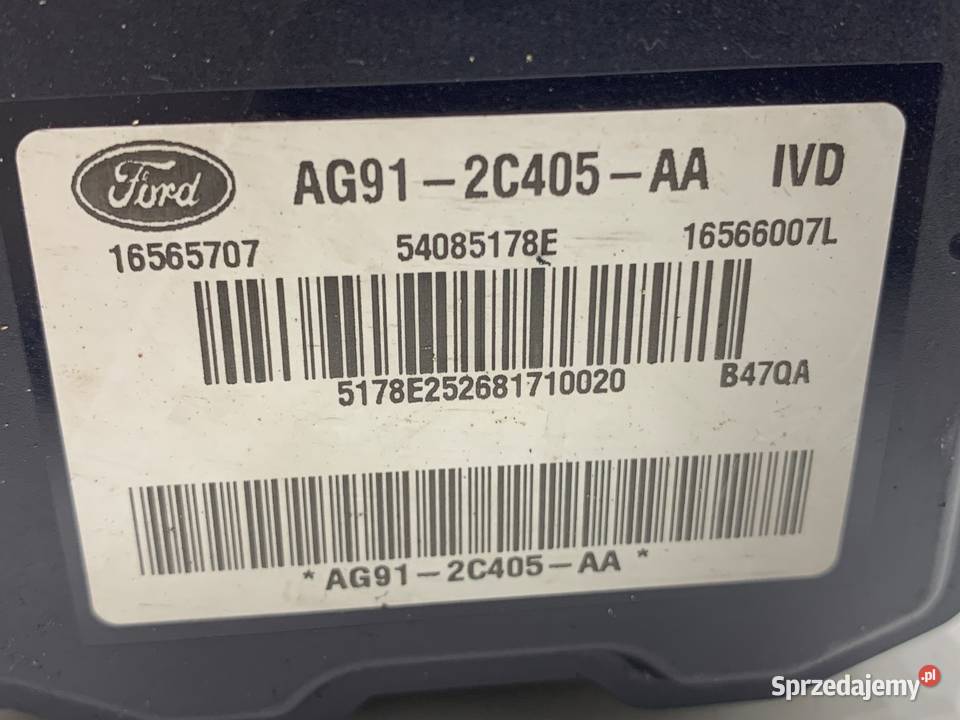 Ford AG91-2C405-AA IVD
16565707 54085178E 16566007L
5178E252681710020 B47QA
* AG91-2C405-AA *
Sprzedajemy.pl